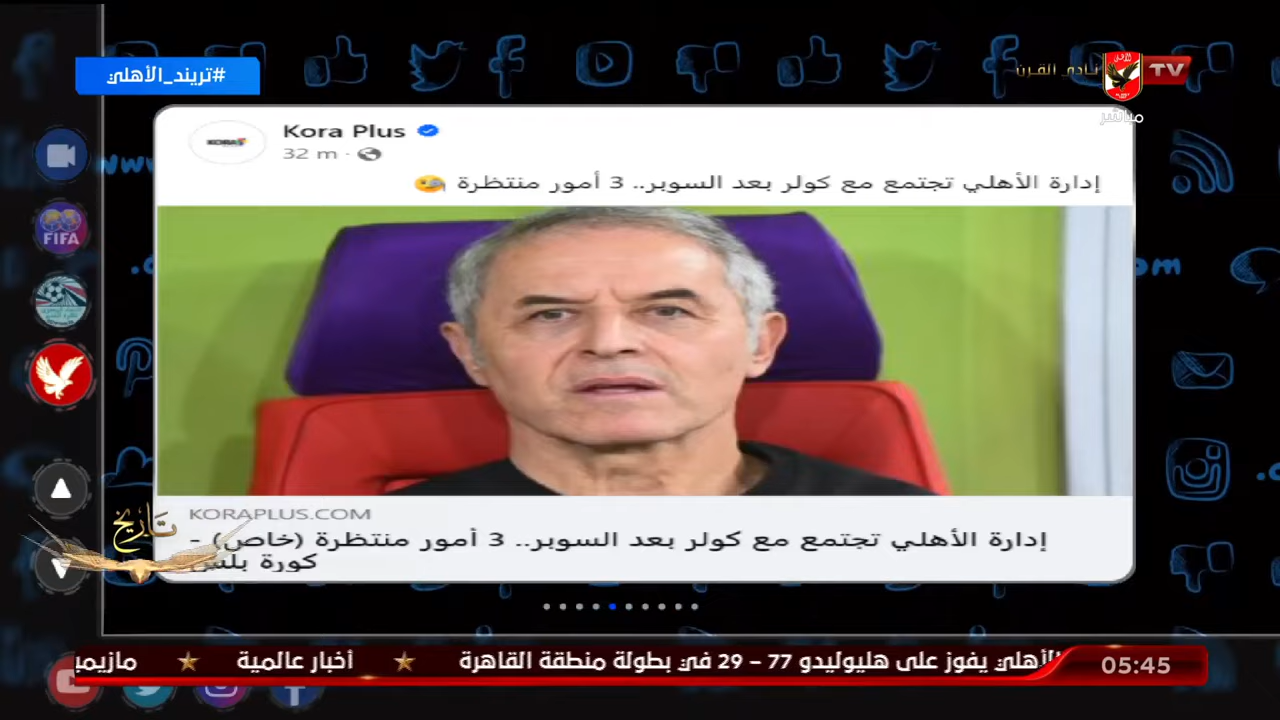 #تريند_الأهلي
نادي القرن
TV
مباشر
KORA
Kora Plus
32 m ·
إدارة الأهلي تجتمع مع كولر بعد السوبر.. 3 أمور منتظرة
FIFA
KORAPLUS.COM
إدارة الأهلي تجتمع مع كولر بعد السوبر.. 3 أمور منتظرة (خاص) -
كورة بلس
تاريخ
05:45
الأهلي يفوز على هليوليدو 77 – 29 في بطولة منطقة القاهرة ★ أخبار عالمية ★